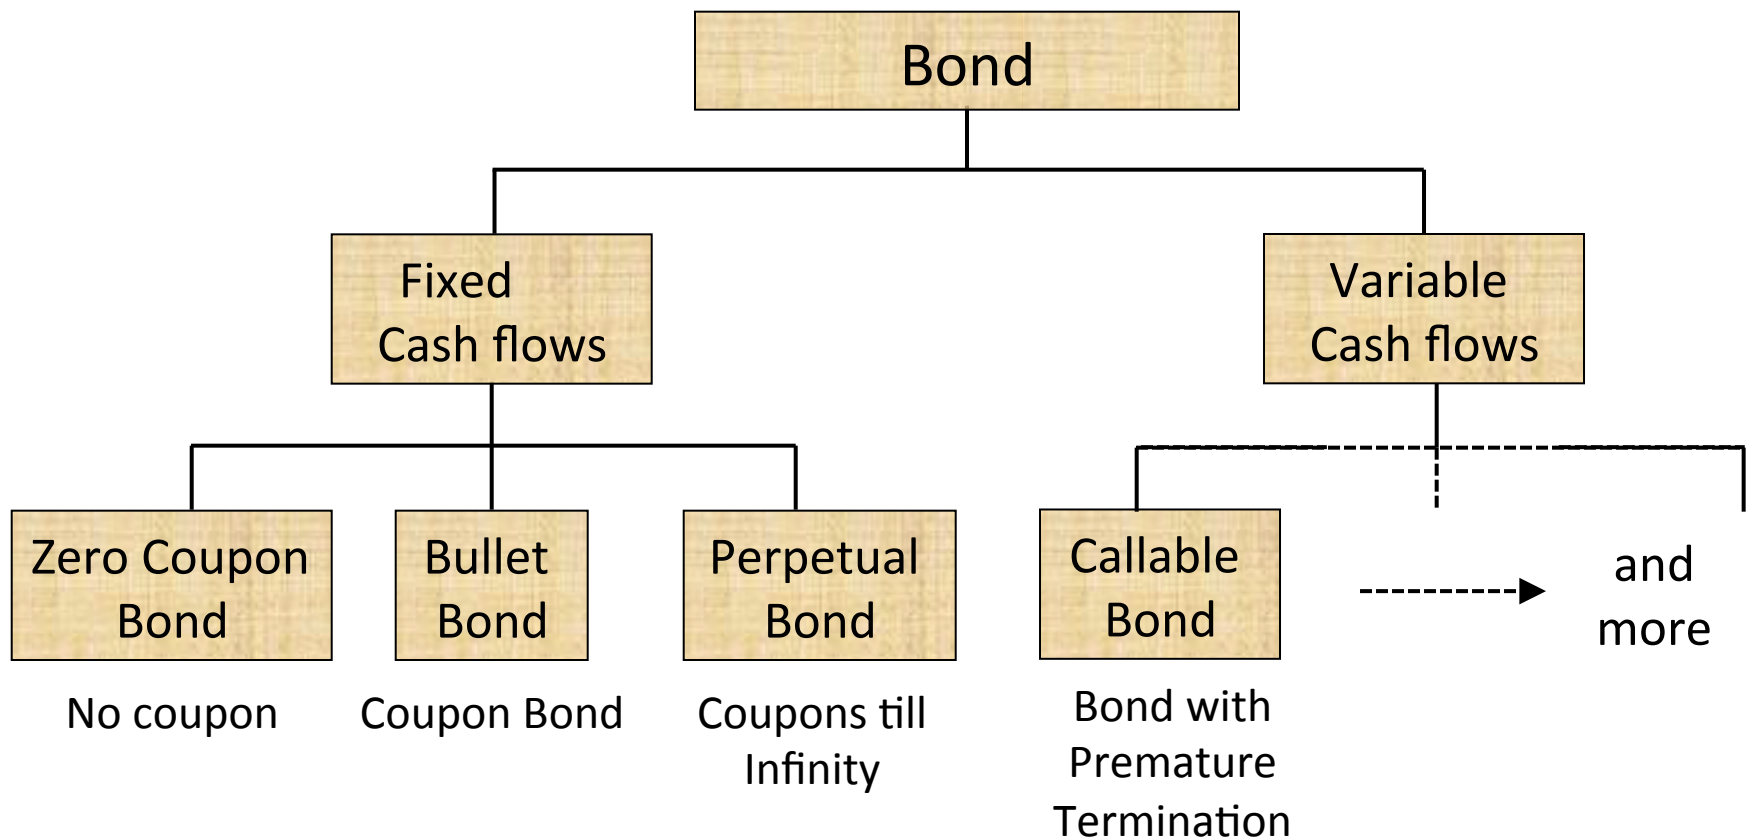 Bond
Fixed
Cash flows
Variable
Cash flows
Zero Coupon
Bond
Bullet
Bond
Perpetual
Bond
Callable
Bond
and
more
No coupon
Coupon Bond
Coupons till
Infinity
Bond with
Premature
Termination